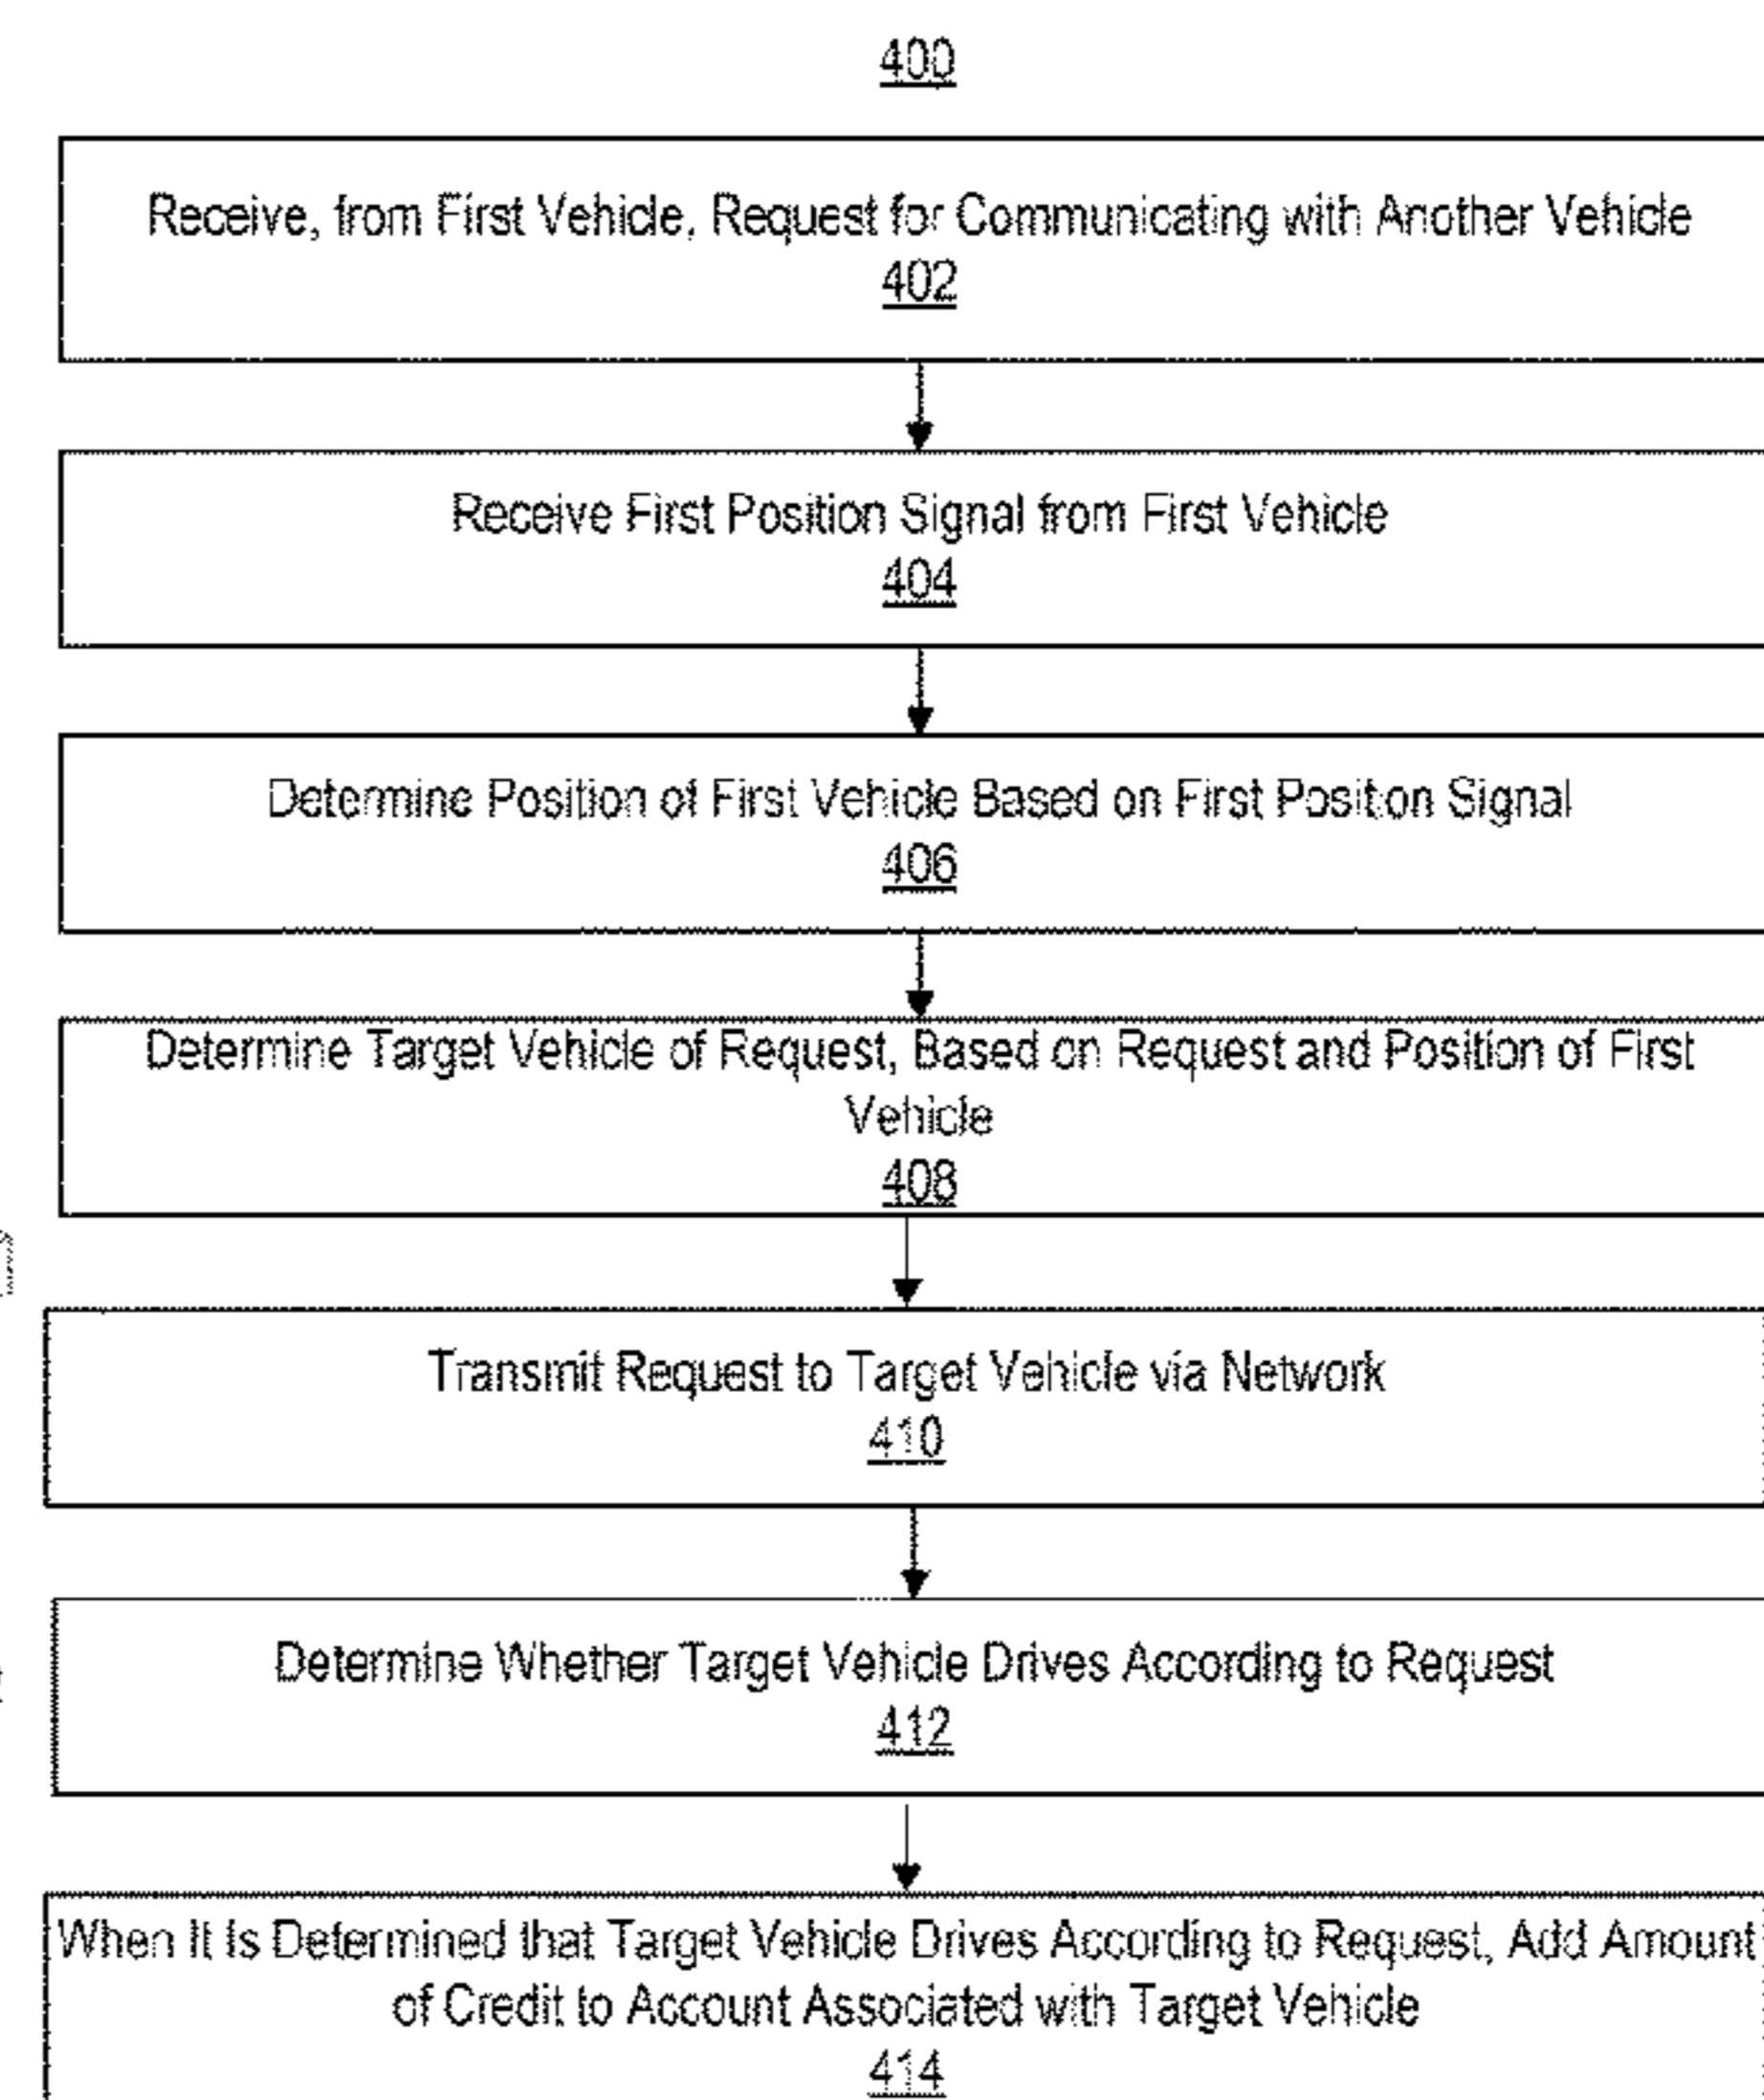 400
Receive, from First Vehicle, Request for Communicating with Another Vehicle
402
Receive First Position Signal from First Vehicle
404
Determine Position of First Vehicle Based on First Position Signal
406
Determine Target Vehicle of Request, Based on Request and Position of First
Vehicle
408
Transmit Request to Target Vehicle via Network
410
Determine Whether Target Vehicle Drives According to Request
412
When It Is Determined that Target Vehicle Drives According to Request, Add Amount
of Credit to Account Associated with Target Vehicle
414